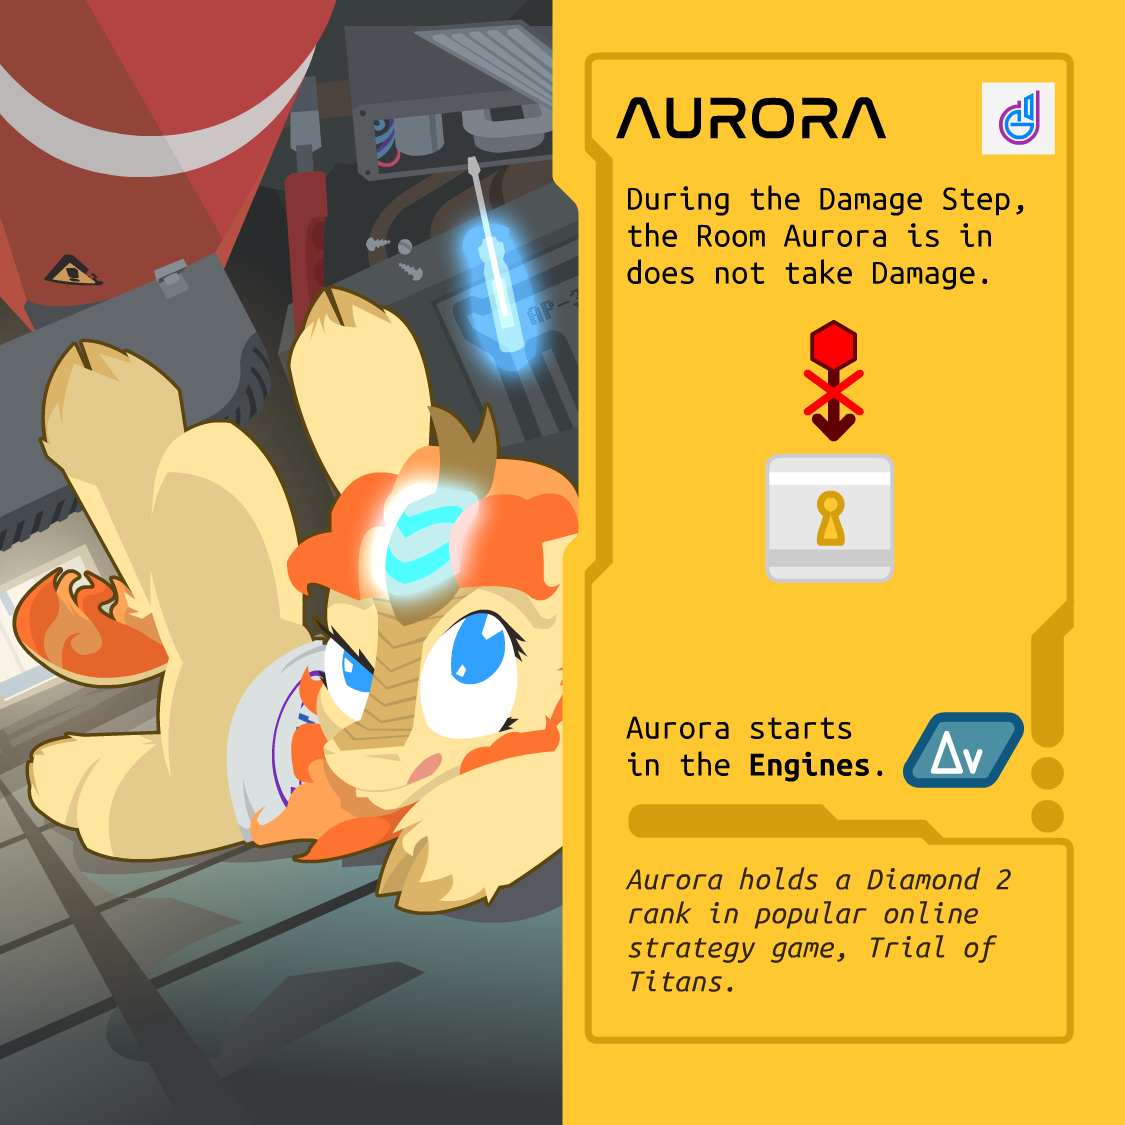 AURORA
During the Damage Step,
the Room Aurora is in
does not take Damage.
Aurora starts
in the Engines.
Δv
Aurora holds a Diamond 2
rank in popular online
strategy game, Trial of
Titans.